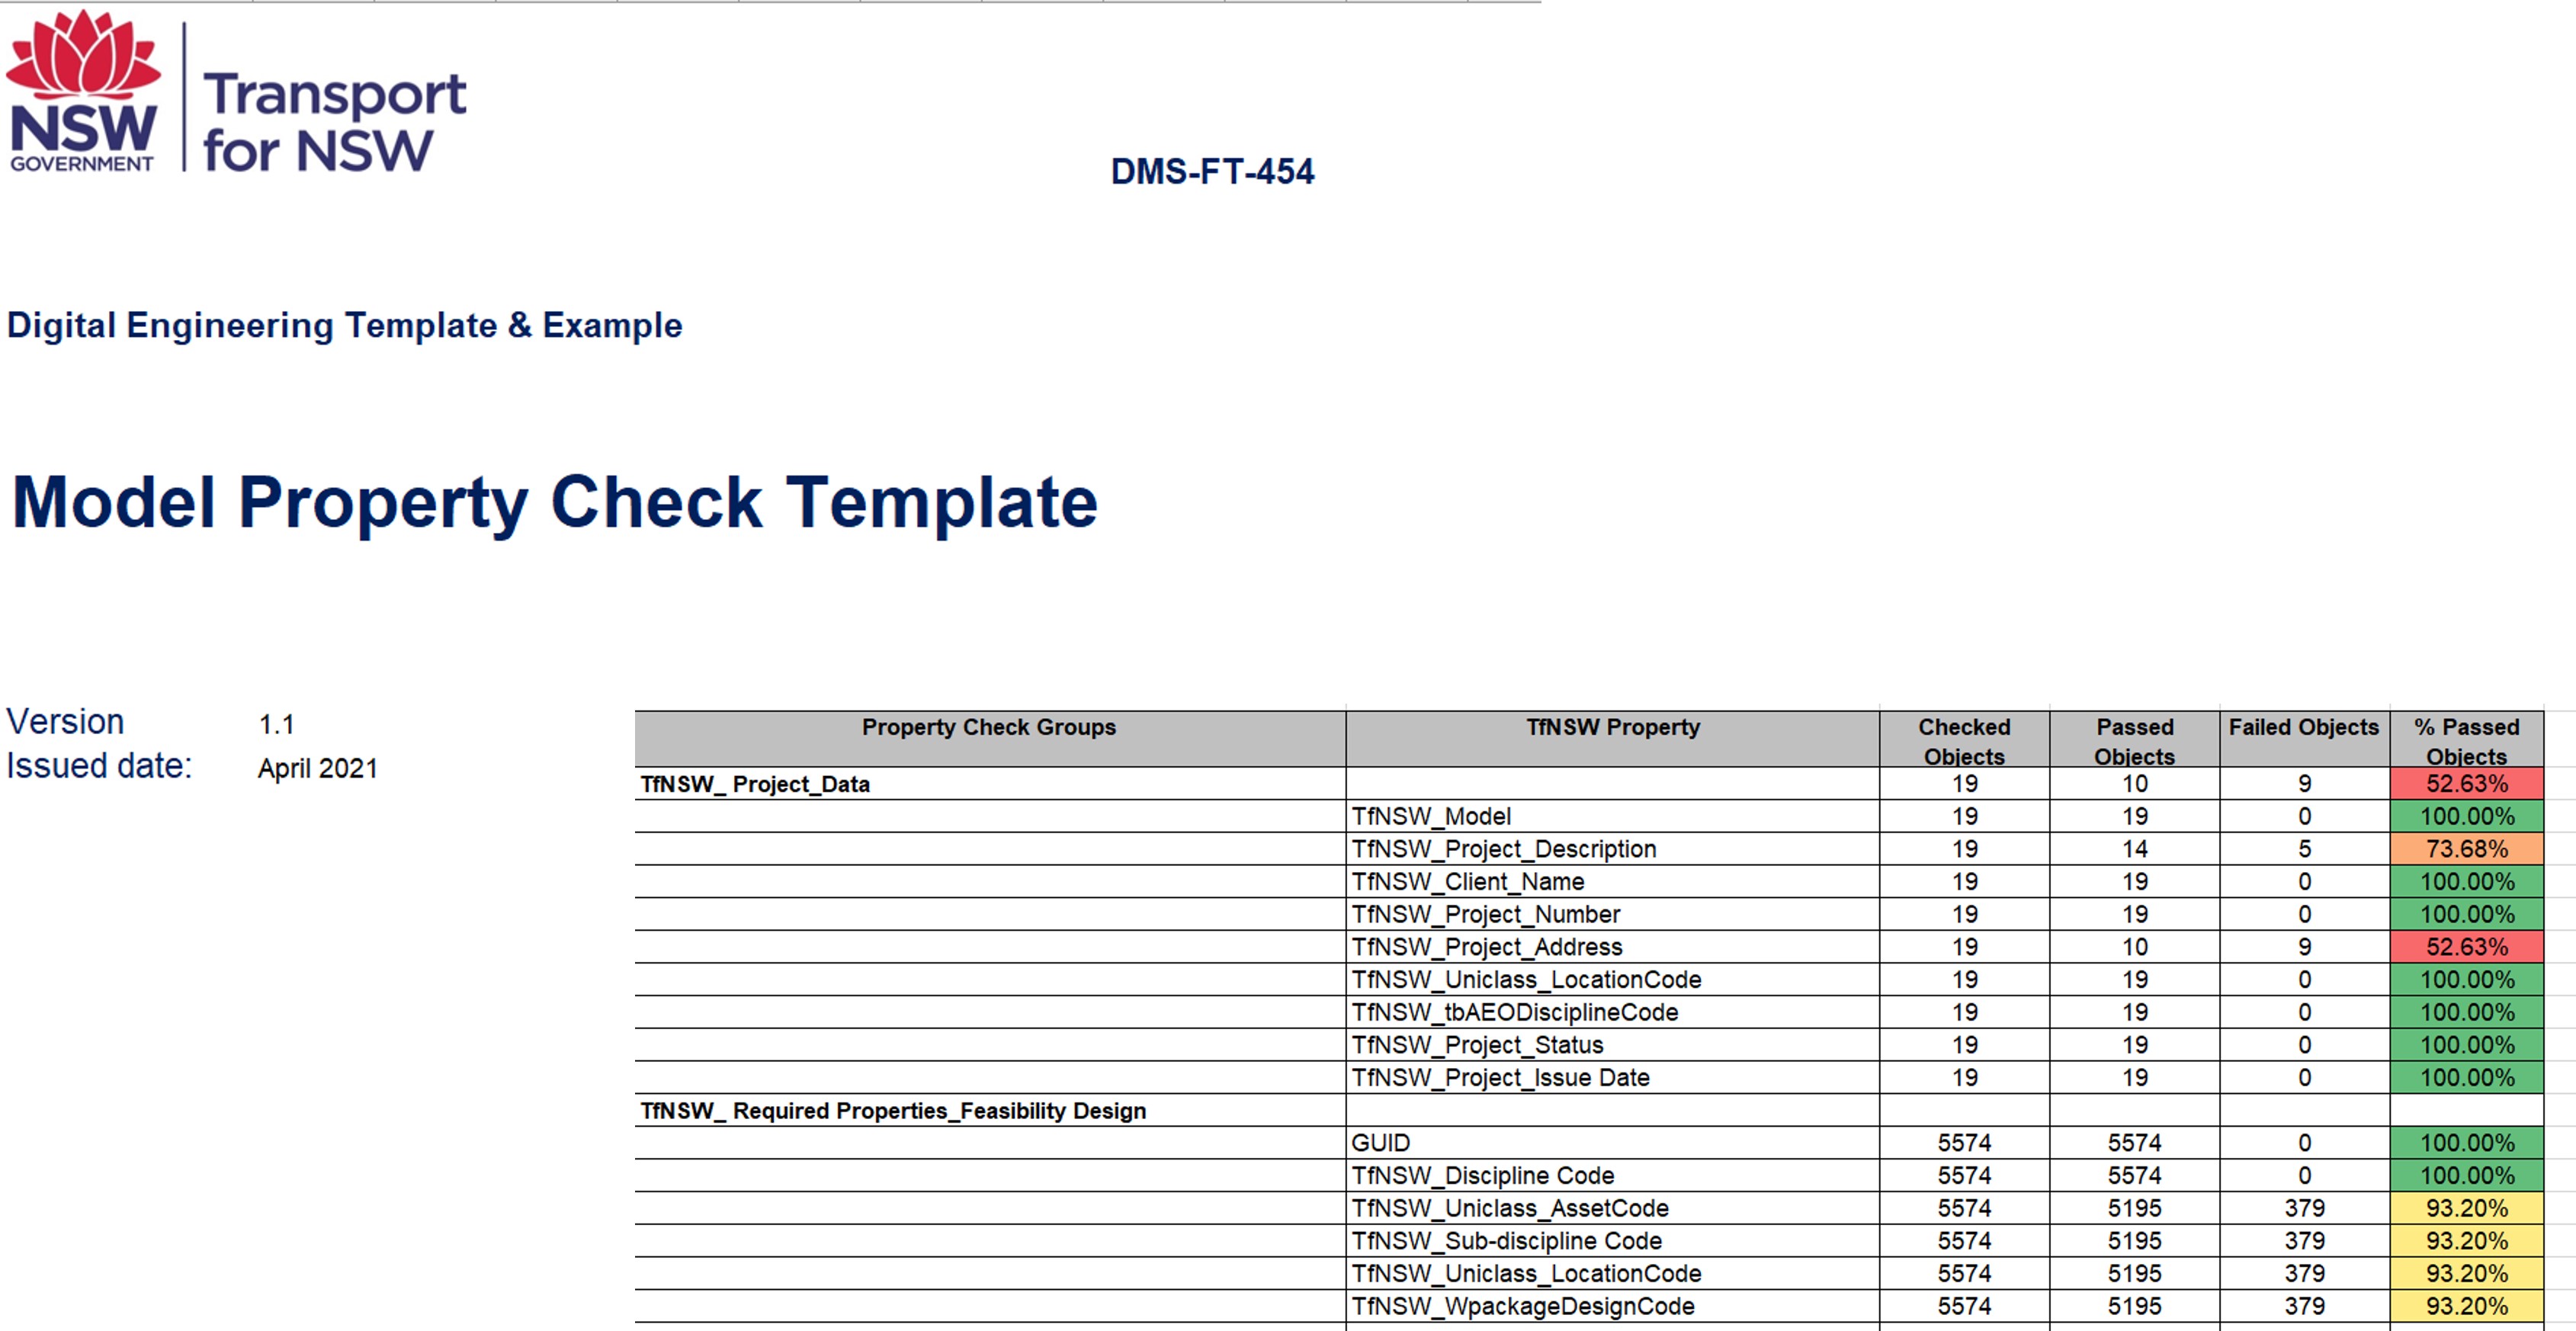 NSW
GOVERNMENT
Transport
for NSW
DMS-FT-454
Digital Engineering Template & Example
Model Property Check Template
Version 1.1
Issued date: April 2021
Property Check Groups TfNSW Property Checked Objects Passed Objects Failed Objects % Passed Objects
TfNSW_ Project_Data 19 10 9 52.63%
TfNSW_Model 19 19 0 100.00%
TfNSW_Project_Description 19 14 5 73.68%
TfNSW_Client_Name 19 19 0 100.00%
TfNSW_Project_Number 19 19 0 100.00%
TfNSW_Project_Address 19 10 9 52.63%
TfNSW_Uniclass_LocationCode 19 19 0 100.00%
TfNSW_tbAEODisciplineCode 19 19 0 100.00%
TfNSW_Project_Status 19 19 0 100.00%
TfNSW_Project_Issue Date 19 19 0 100.00%
TfNSW_ Required Properties_Feasibility Design
GUID 5574 5574 0 100.00%
TfNSW_Discipline Code 5574 5574 0 100.00%
TfNSW_Uniclass_AssetCode 5574 5195 379 93.20%
TfNSW_Sub-discipline Code 5574 5195 379 93.20%
TfNSW_Uniclass_LocationCode 5574 5195 379 93.20%
TfNSW_WpackageDesignCode 5574 5195 379 93.20%